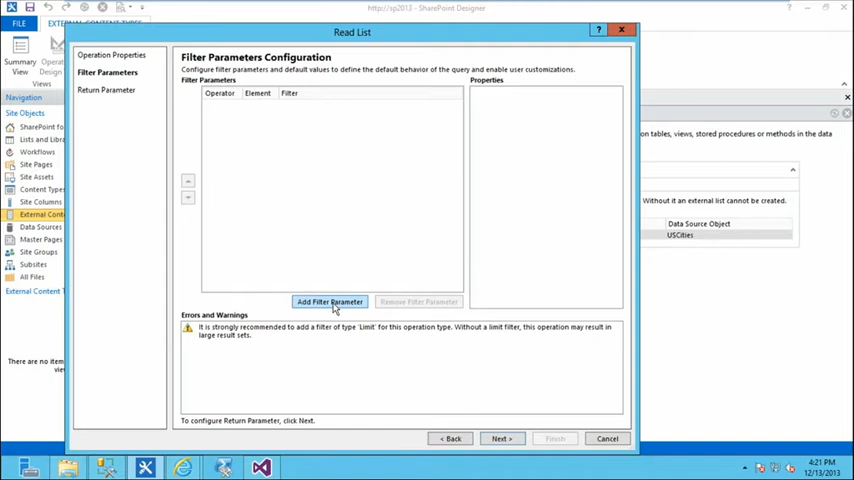 http://sp2013 - SharePoint Designer
FILE
EXTERNAL CONTENT TYPES
Read List
Summary
View
Design
Views
Navigation
Site Objects
SharePoint fo
Lists and Libra
Workflows
Site Pages
Site Assets
Content Types
Site Columns
External Cont
Data Sources
Master Pages
Site Groups
Subsites
All Files
External Content T
There are no ite
Operation Properties
Filter Parameters
Return Parameter
Filter Parameters Configuration
Configure filter parameters and default values to define the default behavior of the query and enable user customizations.
Filter Parameters
Properties
Operator Element Filter
Add Filter Parameter
Remove Filter Parameter
Errors and Warnings
It is strongly recommended to add a filter of type 'Limit' for this operation type. Without a limit filter, this operation may result in
large result sets.
To configure Return Parameter, click Next.
< Back
Next >
Finish
Cancel
on tables, views, stored procedures or methods in the data
Without it an external list cannot be created.
Data Source Object
USCities
4:21 PM
12/13/2013